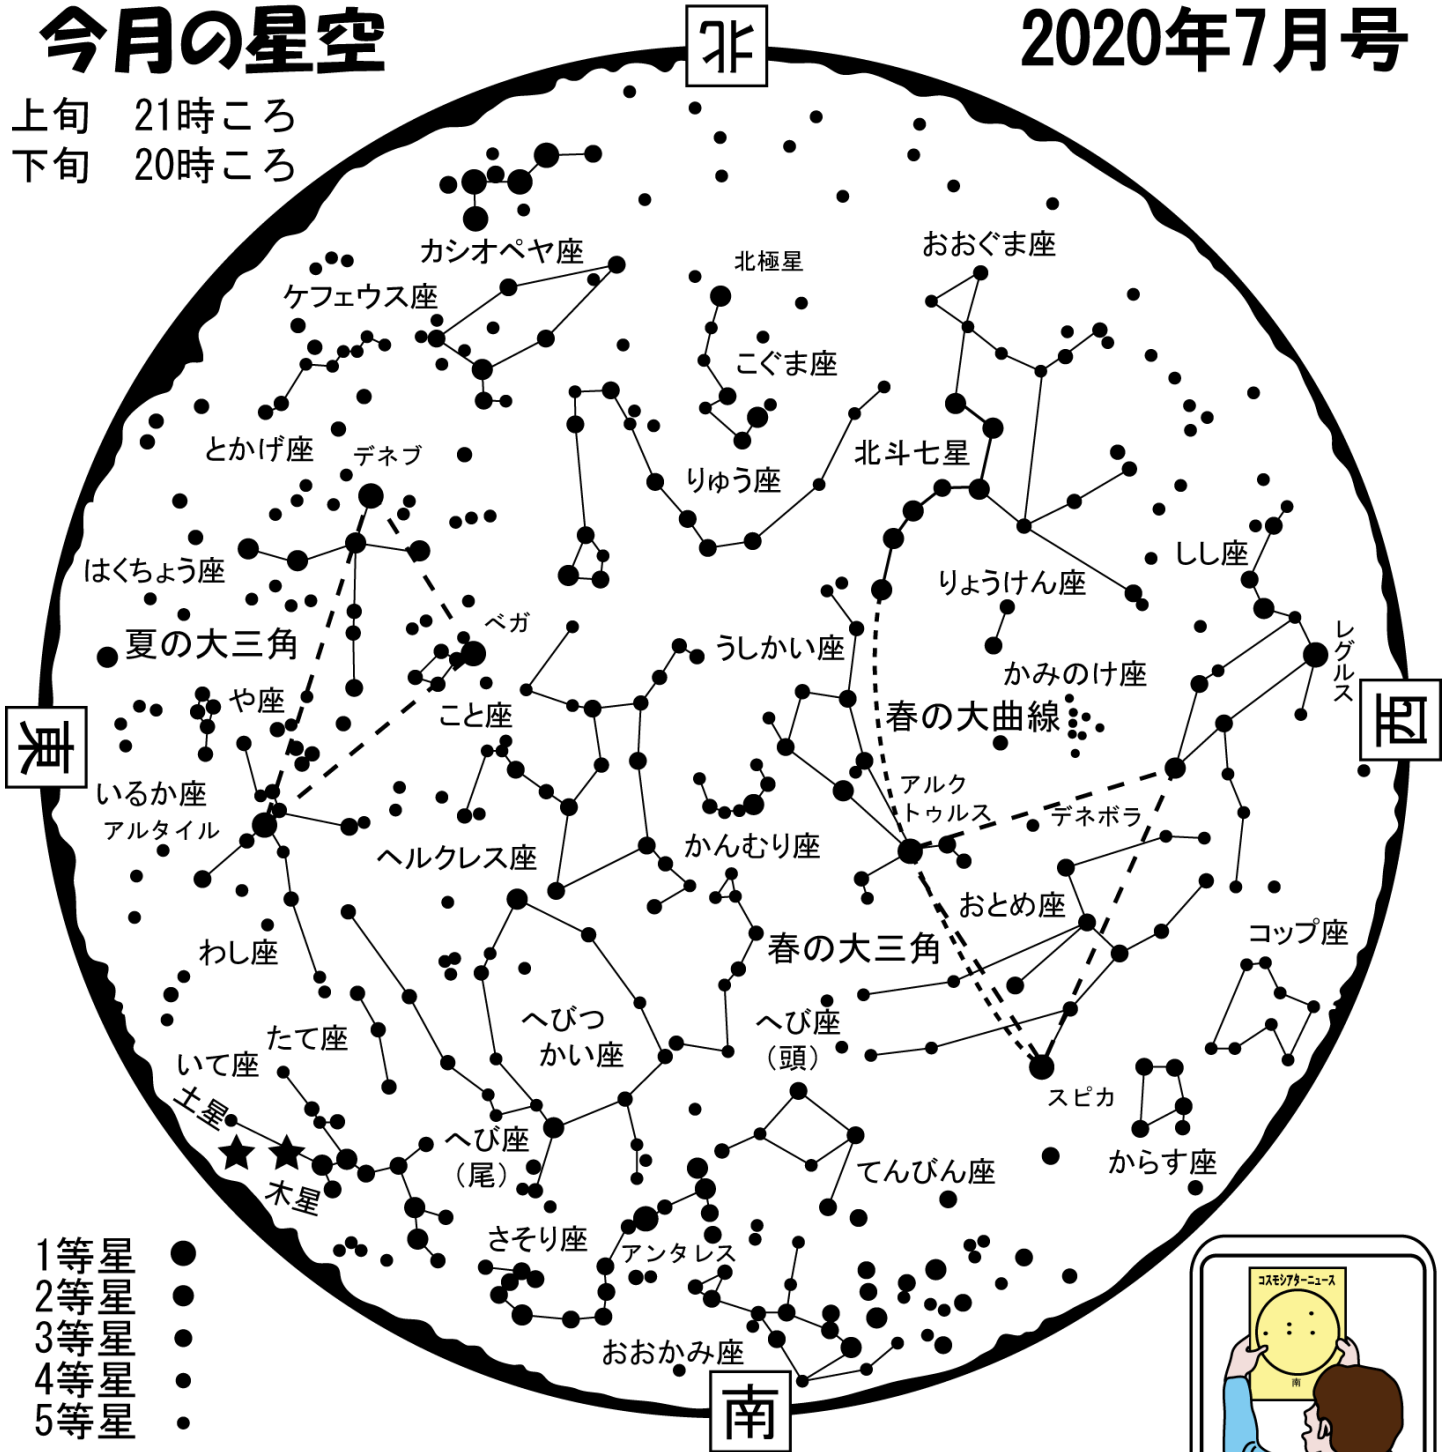 今月の星空
2020年7月号
上旬 21時ころ
下旬 20時ころ
北
カシオペヤ座
北極星
おおぐま座
ケフェウス座
こぐま座
とかげ座
デネブ
りゅう座
北斗七星
はくちょう座
りょうけん座
しし座
夏の大三角
ベガ
うしかい座
レグルス
や座
こと座
かみのけ座
春の大曲線
東
西
いるか座
アルタイル
アルク
トゥルス
デネボラ
ヘルクレス座
かんむり座
おとめ座
わし座
春の大三角
コップ座
たて座
へびつ
かい座
へび座
(頭)
いて座
土星
スピカ
木星
へび座
(尾)
てんびん座
からす座
さそり座
アンタレス
おおかみ座
南
1等星
2等星
3等星
4等星
5等星
コスモシアターニュース
南